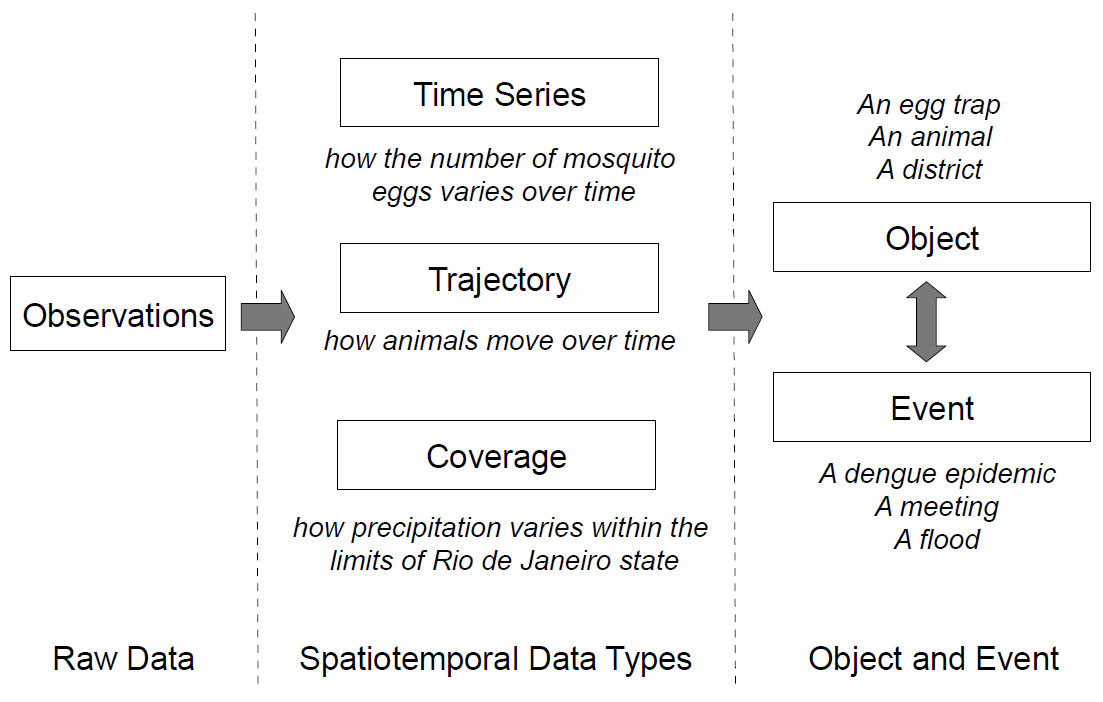 Observations
Raw Data
Time Series
how the number of mosquito
eggs varies over time
Trajectory
how animals move over time
Coverage
how precipitation varies within the
limits of Rio de Janeiro state
Spatiotemporal Data Types
An egg trap
An animal
A district
Object
Event
A dengue epidemic
A meeting
A flood
Object and Event